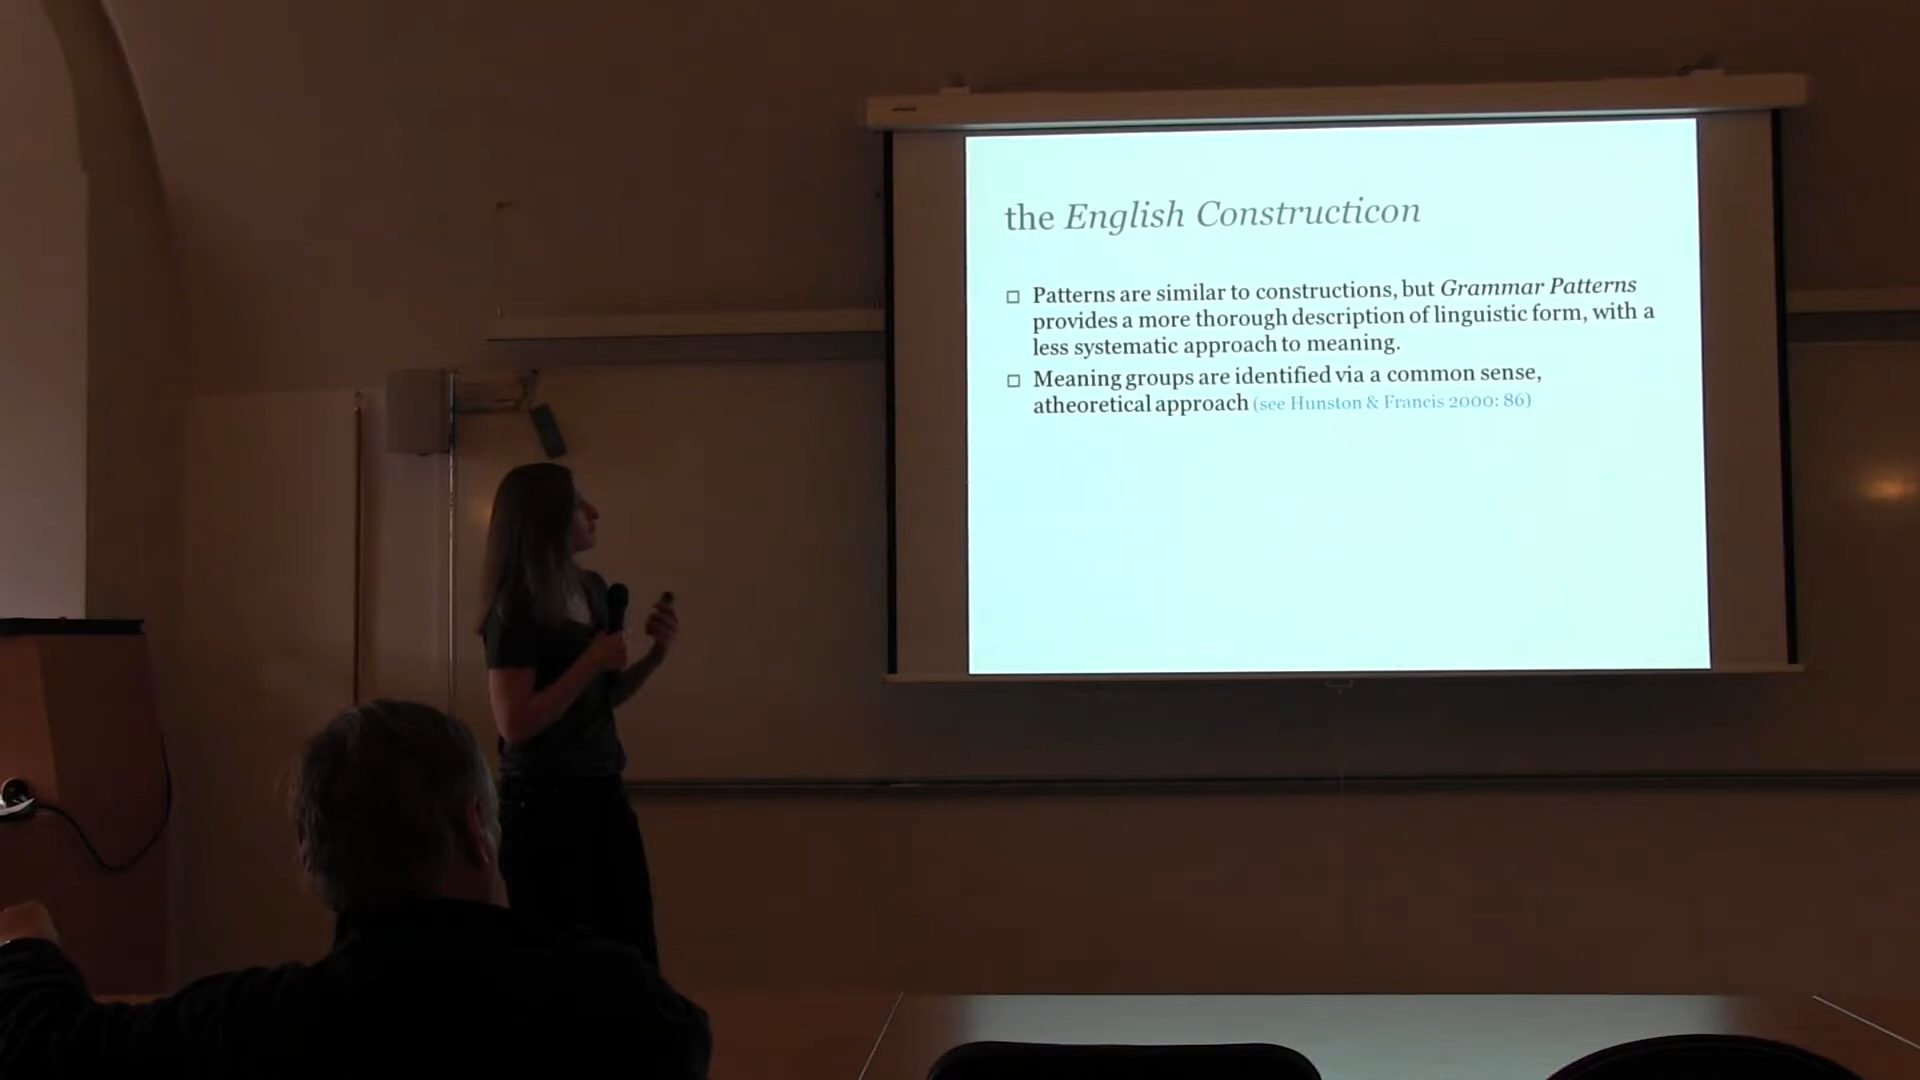 the English Constructicon
Patterns are similar to constructions, but Grammar Patterns
provides a more thorough description of linguistic form, with a
less systematic approach to meaning.
Meaning groups are identified via a common sense,
atheoretical approach (see Hunston & Francis 2000: 86)